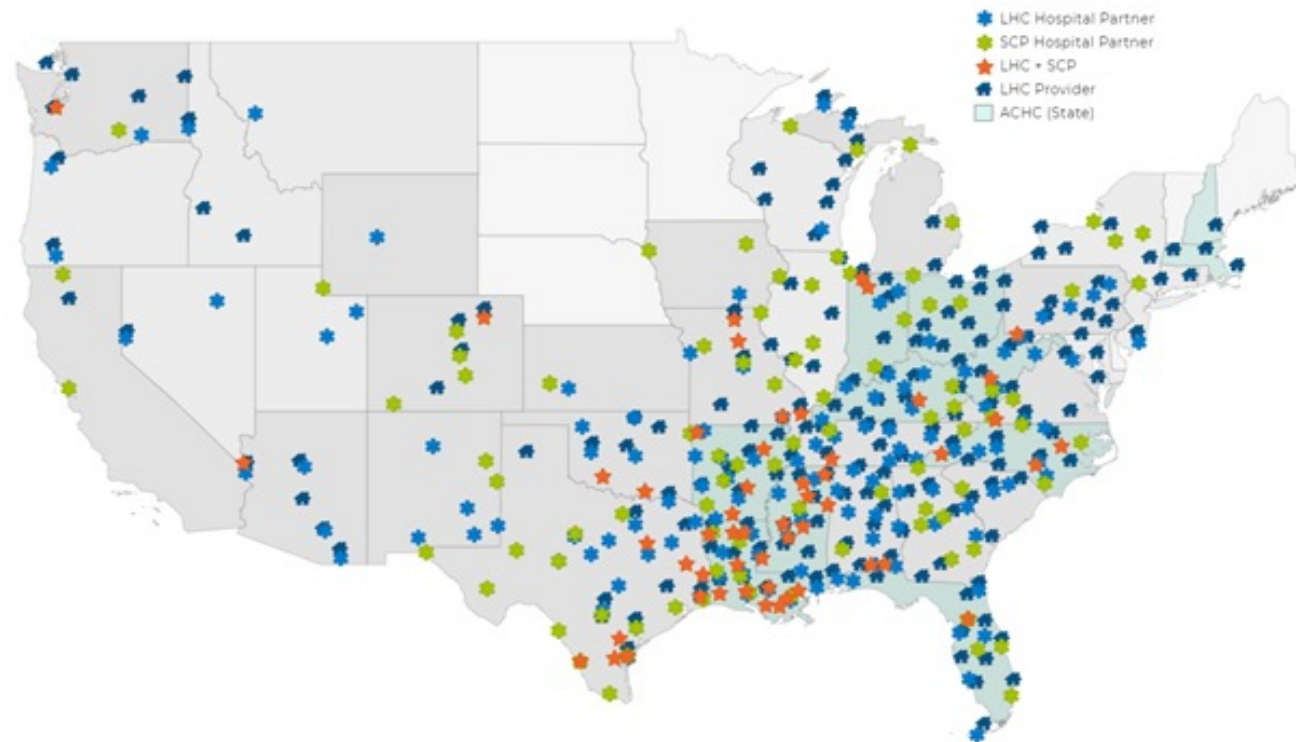 LHC Hospital Partner
SCP Hospital Partner
LHC + SCP
LHC Provider
ACHC (State)